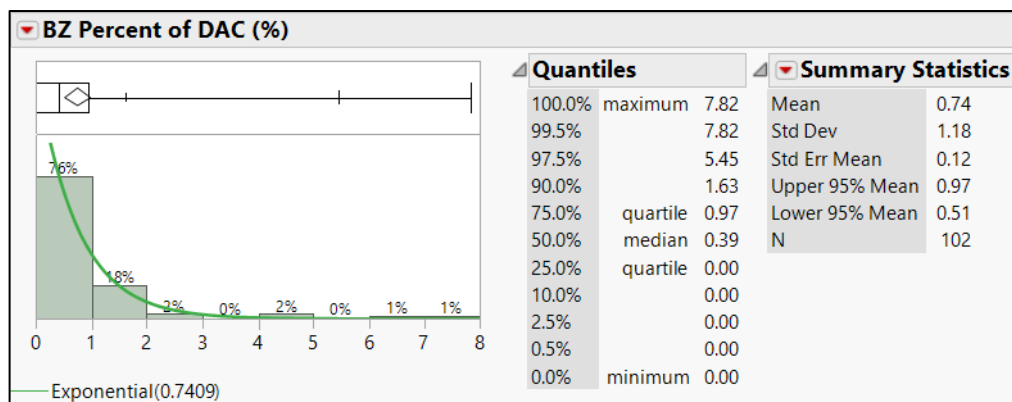 BZ Percent of DAC (%)
76%
18%
2%
0%
2%
0%
1%
1%
0 1 2 3 4 5 6 7 8
Exponential(0.7409)
Quantiles
100.0% maximum 7.82
99.5% 7.82
97.5% 5.45
90.0% 1.63
75.0% quartile 0.97
50.0% median 0.39
25.0% quartile 0.00
10.0% 0.00
2.5% 0.00
0.5% 0.00
0.0% minimum 0.00
Summary Statistics
Mean 0.74
Std Dev 1.18
Std Err Mean 0.12
Upper 95% Mean 0.97
Lower 95% Mean 0.51
N 102